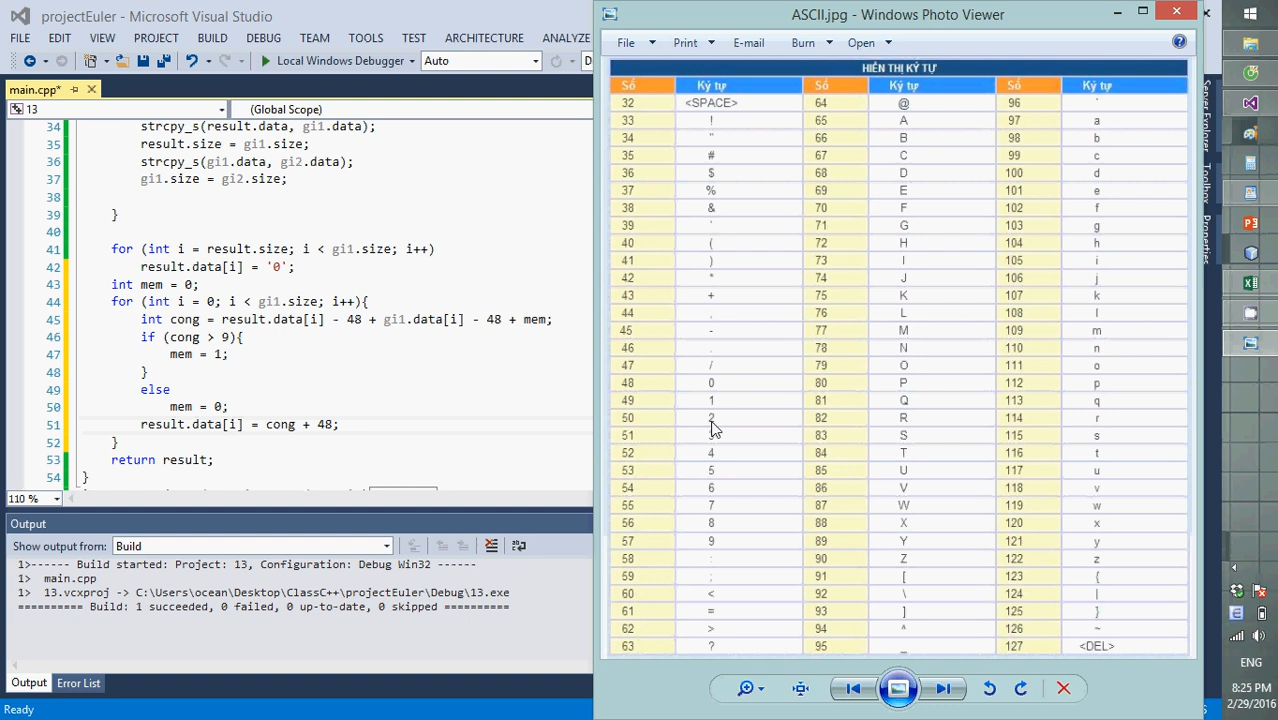 projectEuler - Microsoft Visual Studio
FILE EDIT VIEW PROJECT BUILD DEBUG TEAM TOOLS TEST ARCHITECTURE ANALYZE
Local Windows Debugger Auto
main.cpp*
13 (Global Scope)
34 strcpy_s(result.data, gi1.data);
35 result.size = gi1.size;
36 strcpy_s(gi1.data, gi2.data);
37 gi1.size = gi2.size;
38
39 }
40
41 for (int i = result.size; i < gi1.size; i++)
42 result.data[i] = '0';
43 int mem = 0;
44 for (int i = 0; i < gi1.size; i++){
45 int cong = result.data[i] - 48 + gi1.data[i] - 48 + mem;
46 if (cong > 9){
47 mem = 1;
48 }
49 else
50 mem = 0;
51 result.data[i] = cong + 48;
52 }
53 return result;
54 }
110 %
Output
Show output from: Build
1>------ Build started: Project: 13, Configuration: Debug Win32 ------
1> main.cpp
1> 13.vcxproj -> C:\Users\ocean\Desktop\ClassC++\projectEuler\Debug\13.exe
========== Build: 1 succeeded, 0 failed, 0 up-to-date, 0 skipped ==========
Output Error List
Ready
ASCII.jpg - Windows Photo Viewer
File Print E-mail Burn Open
HIỂN THỊ KÝ TỰ
Số Ký tự Số Ký tự Số Ký tự
32 <SPACE> 64 @ 96 `
33 ! 65 A 97 a
34 " 66 B 98 b
35 # 67 C 99 c
36 $ 68 D 100 d
37 % 69 E 101 e
38 & 70 F 102 f
39 ' 71 G 103 g
40 ( 72 H 104 h
41 ) 73 I 105 i
42 * 74 J 106 j
43 + 75 K 107 k
44 , 76 L 108 l
45 - 77 M 109 m
46 . 78 N 110 n
47 / 79 O 111 o
48 0 80 P 112 p
49 1 81 Q 113 q
50 2 82 R 114 r
51 3 83 S 115 s
52 4 84 T 116 t
53 5 85 U 117 u
54 6 86 V 118 v
55 7 87 W 119 w
56 8 88 X 120 x
57 9 89 Y 121 y
58 : 90 Z 122 z
59 ; 91 [ 123 {
60 < 92 \ 124 |
61 = 93 ] 125 }
62 > 94 ^ 126 ~
63 ? 95 _ 127 <DEL>
Server Explorer
Toolbox
Properties
ENG
8:25 PM
2/29/2016